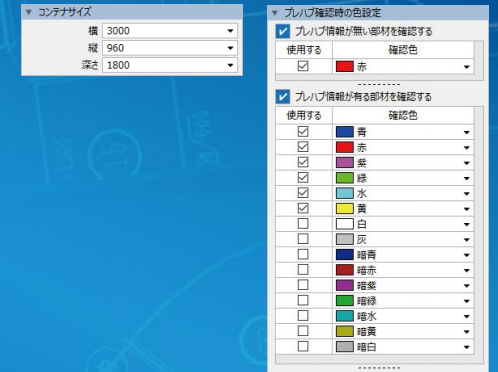 コンテナサイズ
横 3000
縦 960
深さ 1800
プレハブ確認時の色設定
プレハブ情報が無い部材を確認する
使用する 確認色
赤
プレハブ情報が有る部材を確認する
使用する 確認色
青
赤
紫
緑
水
黄
白
灰
暗青
暗赤
暗紫
暗緑
暗水
暗黄
暗白